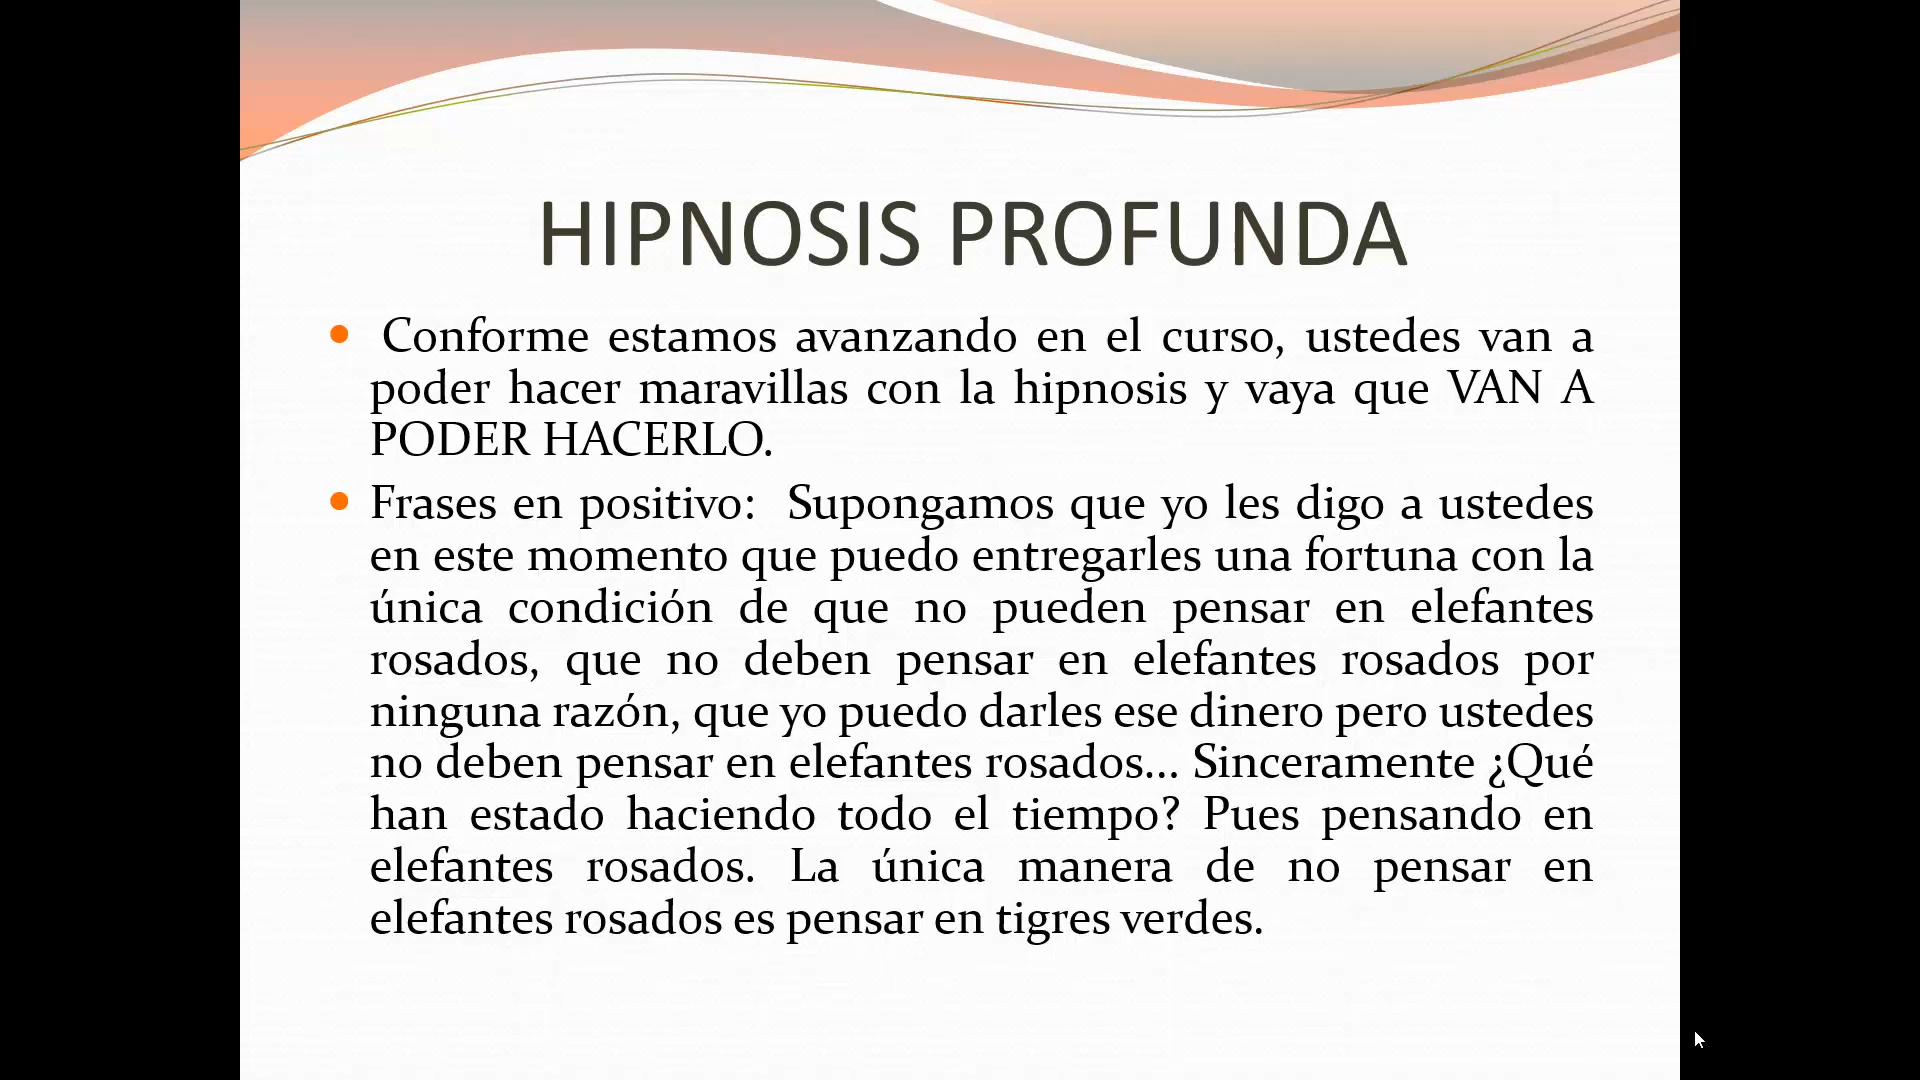 HIPNOSIS PROFUNDA
• Conforme estamos avanzando en el curso, ustedes van a
poder hacer maravillas con la hipnosis y vaya que VAN A
PODER HACERLO.
• Frases en positivo: Supongamos que yo les digo a ustedes
en este momento que puedo entregarles una fortuna con la
única condición de que no pueden pensar en elefantes
rosados, que no deben pensar en elefantes rosados por
ninguna razón, que yo puedo darles ese dinero pero ustedes
no deben pensar en elefantes rosados... Sinceramente ¿Qué
han estado haciendo todo el tiempo? Pues pensando en
elefantes rosados. La única manera de no pensar en
elefantes rosados es pensar en tigres verdes.